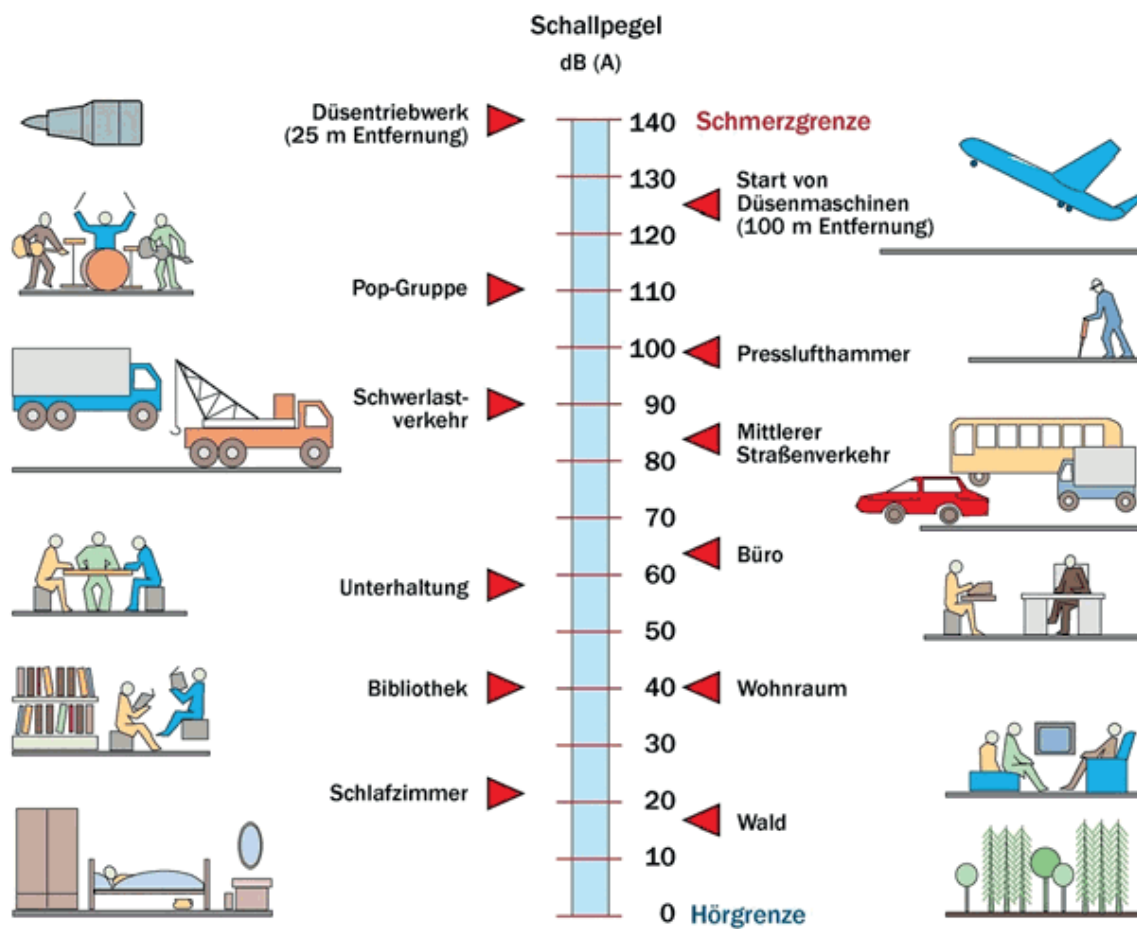 Schallpegel
dB (A)
Düsentriebwerk
(25 m Entfernung)
140 Schmerzgrenze
130
Start von
Düsenmaschinen
(100 m Entfernung)
120
Pop-Gruppe
110
100
Presslufthammer
Schwerlast-
verkehr
90
Mittlerer
Straßenverkehr
80
70
Büro
60
Unterhaltung
50
Bibliothek
40
Wohnraum
30
Schlafzimmer
20
Wald
10
0 Hörgrenze